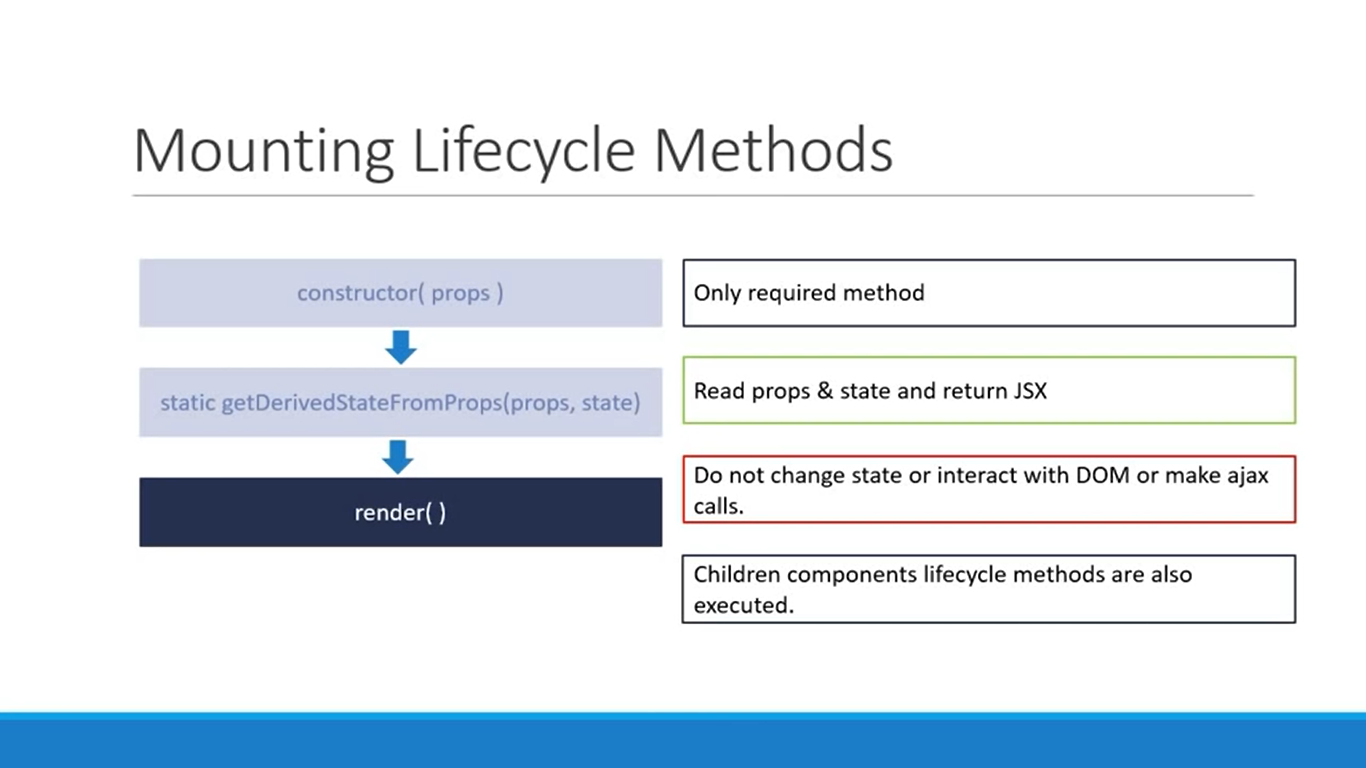 Mounting Lifecycle Methods
constructor( props )
static getDerivedStateFromProps(props, state)
render( )
Only required method
Read props & state and return JSX
Do not change state or interact with DOM or make ajax
calls.
Children components lifecycle methods are also
executed.